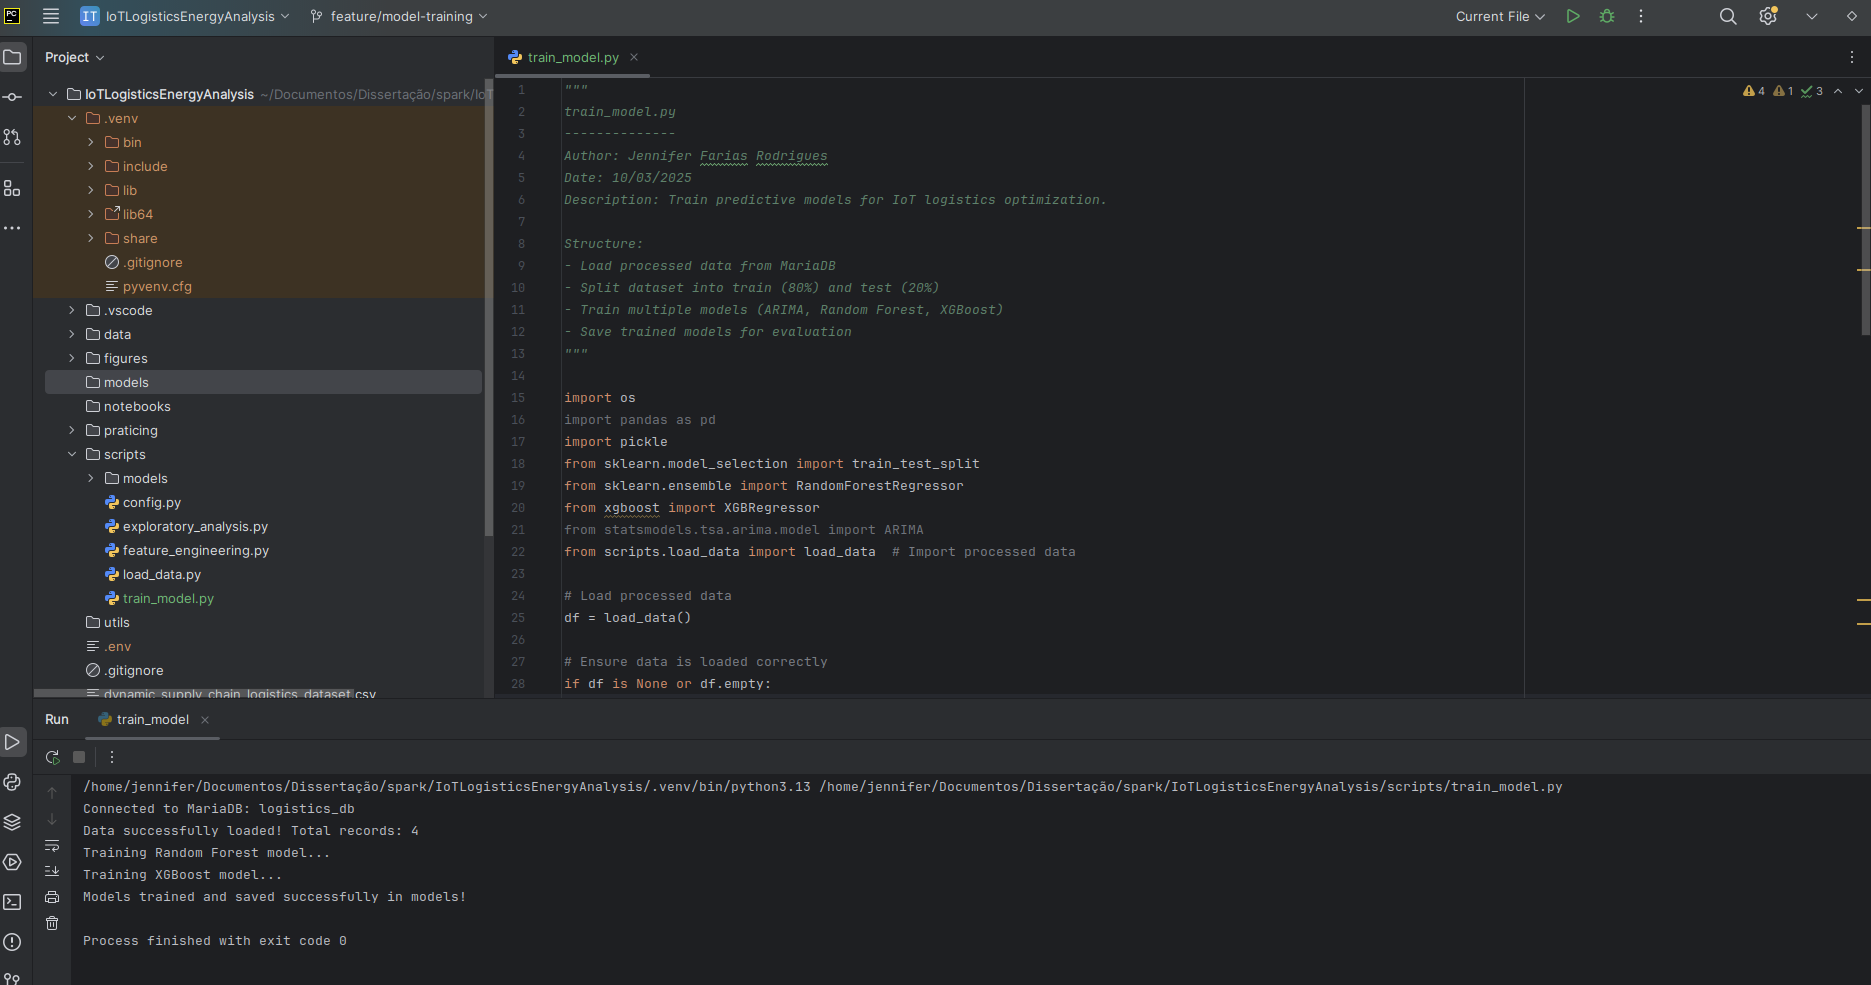 PC
IT IoTLogisticsEnergyAnalysis
feature/model-training
Current File
Project
IoTLogisticsEnergyAnalysis ~/Documentos/Dissertação/spark/IoT
.venv
bin
include
lib
lib64
share
.gitignore
pyvenv.cfg
.vscode
data
figures
models
notebooks
praticing
scripts
models
config.py
exploratory_analysis.py
feature_engineering.py
load_data.py
train_model.py
utils
.env
.gitignore
dynamic_supply_chain_logistics_dataset.csv
train_model.py
4 1 3
1 """
2 train_model.py
3 --------------
4 Author: Jennifer Farias Rodrigues
5 Date: 10/03/2025
6 Description: Train predictive models for IoT logistics optimization.
7
8 Structure:
9 - Load processed data from MariaDB
10 - Split dataset into train (80%) and test (20%)
11 - Train multiple models (ARIMA, Random Forest, XGBoost)
12 - Save trained models for evaluation
13 """
14
15 import os
16 import pandas as pd
17 import pickle
18 from sklearn.model_selection import train_test_split
19 from sklearn.ensemble import RandomForestRegressor
20 from xgboost import XGBRegressor
21 from statsmodels.tsa.arima.model import ARIMA
22 from scripts.load_data import load_data  # Import processed data
23
24 # Load processed data
25 df = load_data()
26
27 # Ensure data is loaded correctly
28 if df is None or df.empty:
Run train_model
/home/jennifer/Documentos/Dissertação/spark/IoTLogisticsEnergyAnalysis/.venv/bin/python3.13 /home/jennifer/Documentos/Dissertação/spark/IoTLogisticsEnergyAnalysis/scripts/train_model.py
Connected to MariaDB: logistics_db
Data successfully loaded! Total records: 4
Training Random Forest model...
Training XGBoost model...
Models trained and saved successfully in models!
Process finished with exit code 0